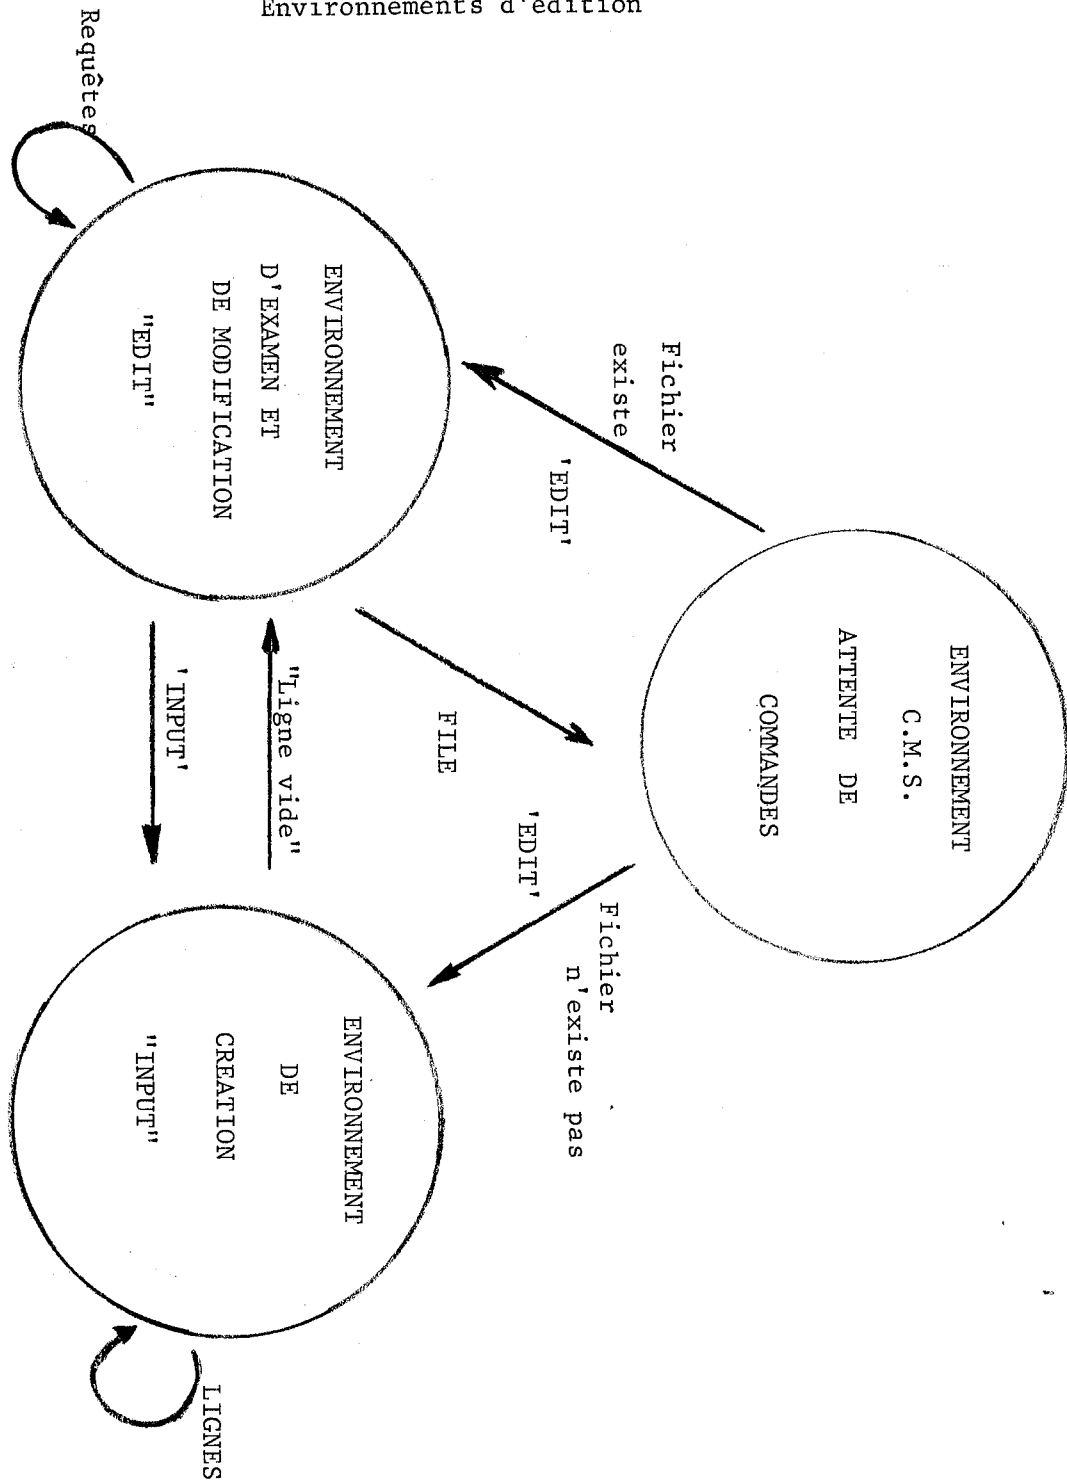 Environnements d'édition
ENVIRONNEMENT
C.M.S.
ATTENTE DE
COMMANDES
Fichier
existe
'EDIT'
'EDIT'
Fichier
n'existe pas
FILE
ENVIRONNEMENT
D'EXAMEN ET
DE MODIFICATION
"EDIT"
"Ligne vide"
'INPUT'
ENVIRONNEMENT
DE
CREATION
"INPUT"
Requêtes
LIGNES